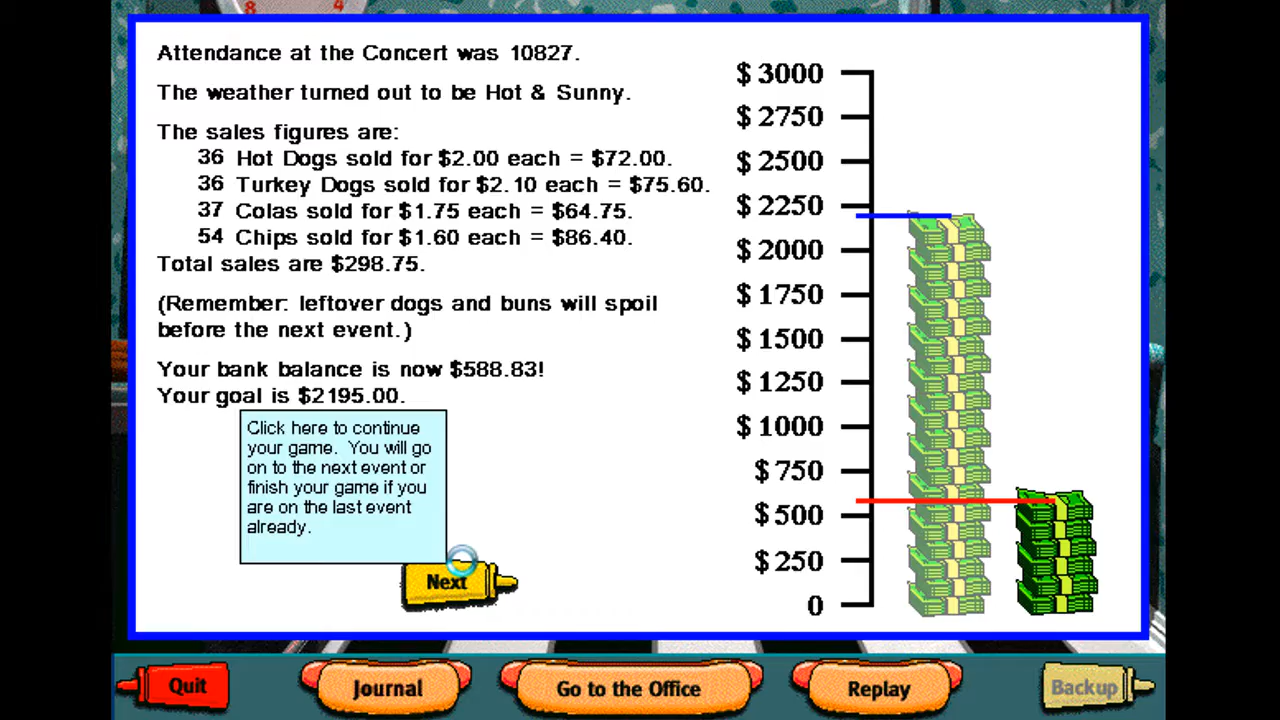 8 4
Attendance at the Concert was 10827.
The weather turned out to be Hot & Sunny.
The sales figures are:
36 Hot Dogs sold for $2.00 each = $72.00.
36 Turkey Dogs sold for $2.10 each = $75.60.
37 Colas sold for $1.75 each = $64.75.
54 Chips sold for $1.60 each = $86.40.
Total sales are $298.75.
(Remember: leftover dogs and buns will spoil
before the next event.)
Your bank balance is now $588.83!
Your goal is $2195.00.
Click here to continue
your game. You will go
on to the next event or
finish your game if you
are on the last event
already.
Next
$ 3000
$ 2750
$ 2500
$ 2250
$ 2000
$ 1750
$ 1500
$ 1250
$ 1000
$ 750
$ 500
$ 250
0
Quit
Journal
Go to the Office
Replay
Backup